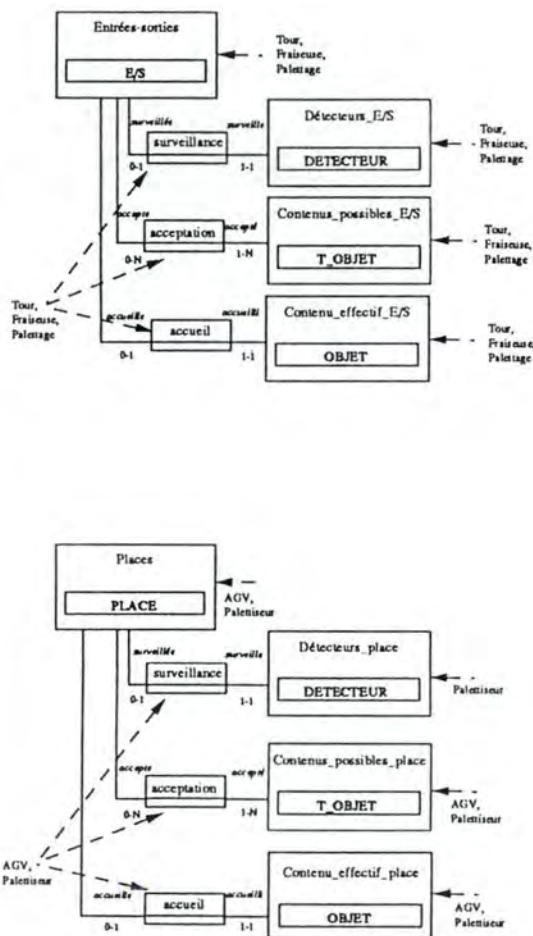 Entrées-sorties
E/S
Tour,
Fraiseuse,
Palettage
surveillée
surveille
surveillance
0-1
1-1
Détecteurs_E/S
DETECTEUR
Tour,
Fraiseuse,
Palettage
accepte
accepté
acceptation
0-N
1-N
Contenus_possibles_E/S
T_OBJET
Tour,
Fraiseuse,
Palettage
Tour,
Fraiseuse,
Palettage
accueille
accueilli
accueil
0-1
1-1
Contenu_effectif_E/S
OBJET
Tour,
Fraiseuse,
Palettage
Places
PLACE
AGV,
Palettiseur
surveillée
surveille
surveillance
0-1
1-1
Détecteurs_place
DETECTEUR
Palettiseur
accepte
accepté
acceptation
0-N
1-N
Contenus_possibles_place
T_OBJET
AGV,
Palettiseur
AGV,
Palettiseur
accueille
accueilli
accueil
0-1
1-1
Contenu_effectif_place
OBJET
AGV,
Palettiseur